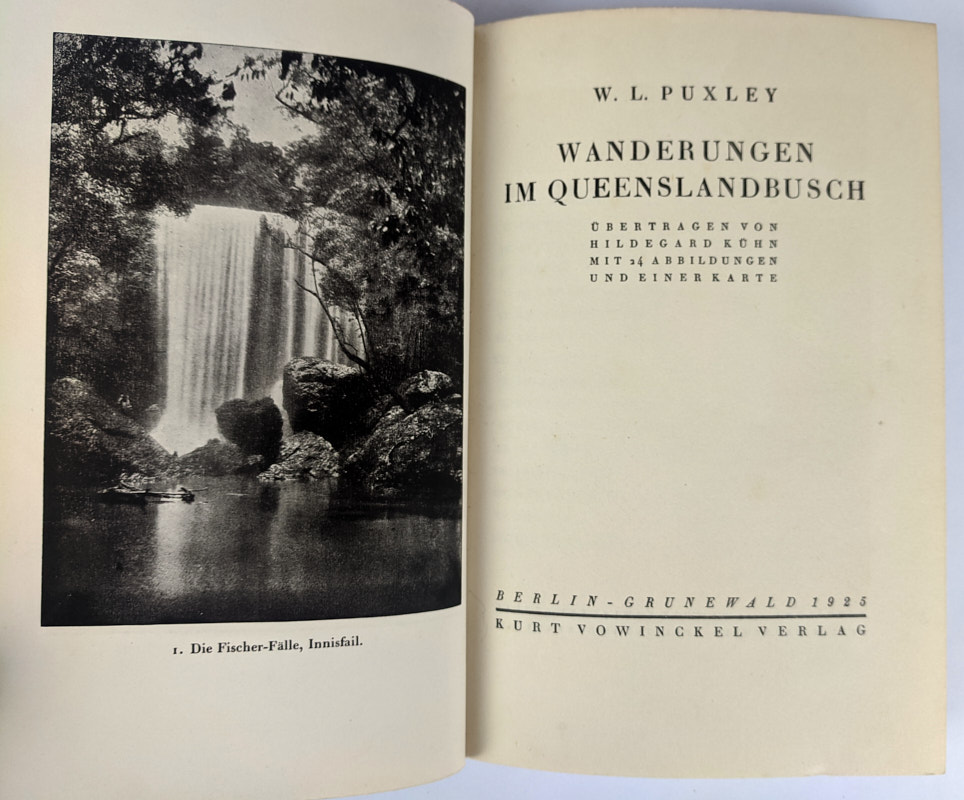 1. Die Fischer-Fälle, Innisfail.
W. L. PUXLEY
WANDERUNGEN
IM QUEENSLANDBUSCH
ÜBERTRAGEN VON
HILDEGARD KÜHN
MIT 24 ABBILDUNGEN
UND EINER KARTE
BERLIN-GRUNEWALD 1925
KURT VOWINCKEL VERLAG